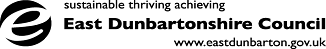 sustainable thriving achieving
East Dunbartonshire Council
www.eastdunbarton.gov.uk